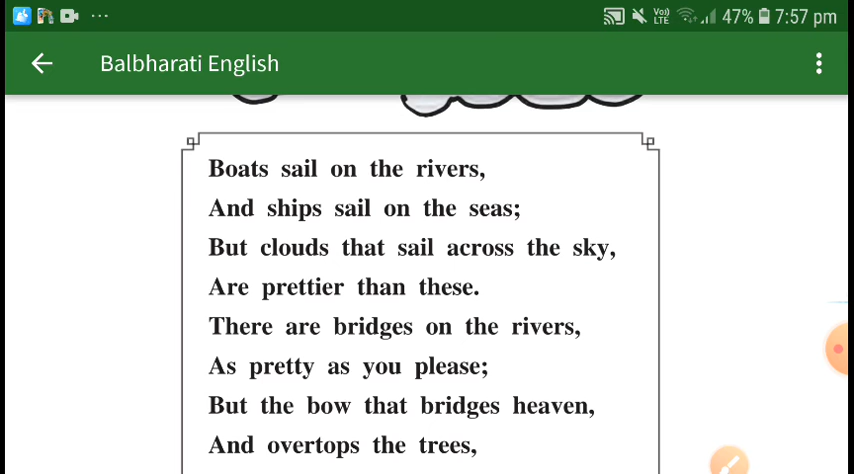 Vo))
LTE
47%
7:57 pm
Balbharati English
Boats sail on the rivers,
And ships sail on the seas;
But clouds that sail across the sky,
Are prettier than these.
There are bridges on the rivers,
As pretty as you please;
But the bow that bridges heaven,
And overtops the trees,